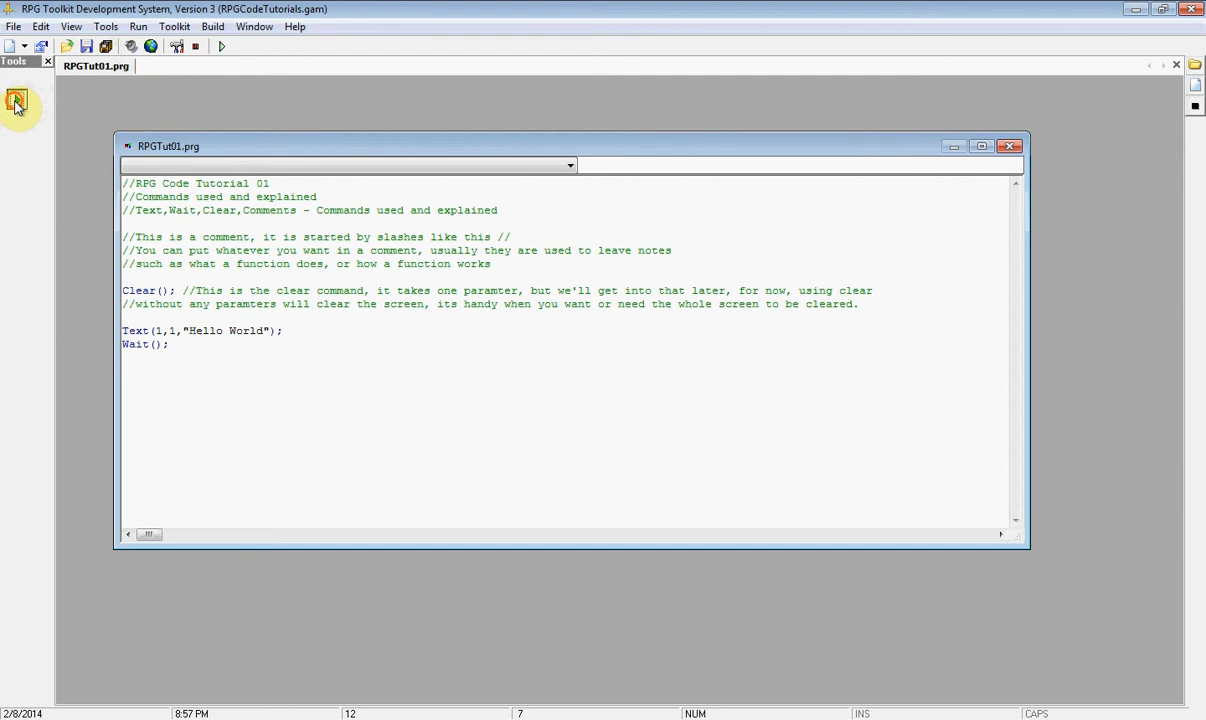 RPG Toolkit Development System, Version 3 (RPGCodeTutorials.gam)
File Edit View Tools Run Toolkit Build Window Help
Tools
RPGTut01.prg
RPGTut01.prg
//RPG Code Tutorial 01
//Commands used and explained
//Text,Wait,Clear,Comments - Commands used and explained
//This is a comment, it is started by slashes like this //
//You can put whatever you want in a comment, usually they are used to leave notes
//such as what a function does, or how a function works
Clear(); //This is the clear command, it takes one paramter, but we'll get into that later, for now, using clear
//without any paramters will clear the screen, its handy when you want or need the whole screen to be cleared.
Text(1,1,"Hello World");
Wait();
2/8/2014 8:57 PM 12 7 NUM INS CAPS